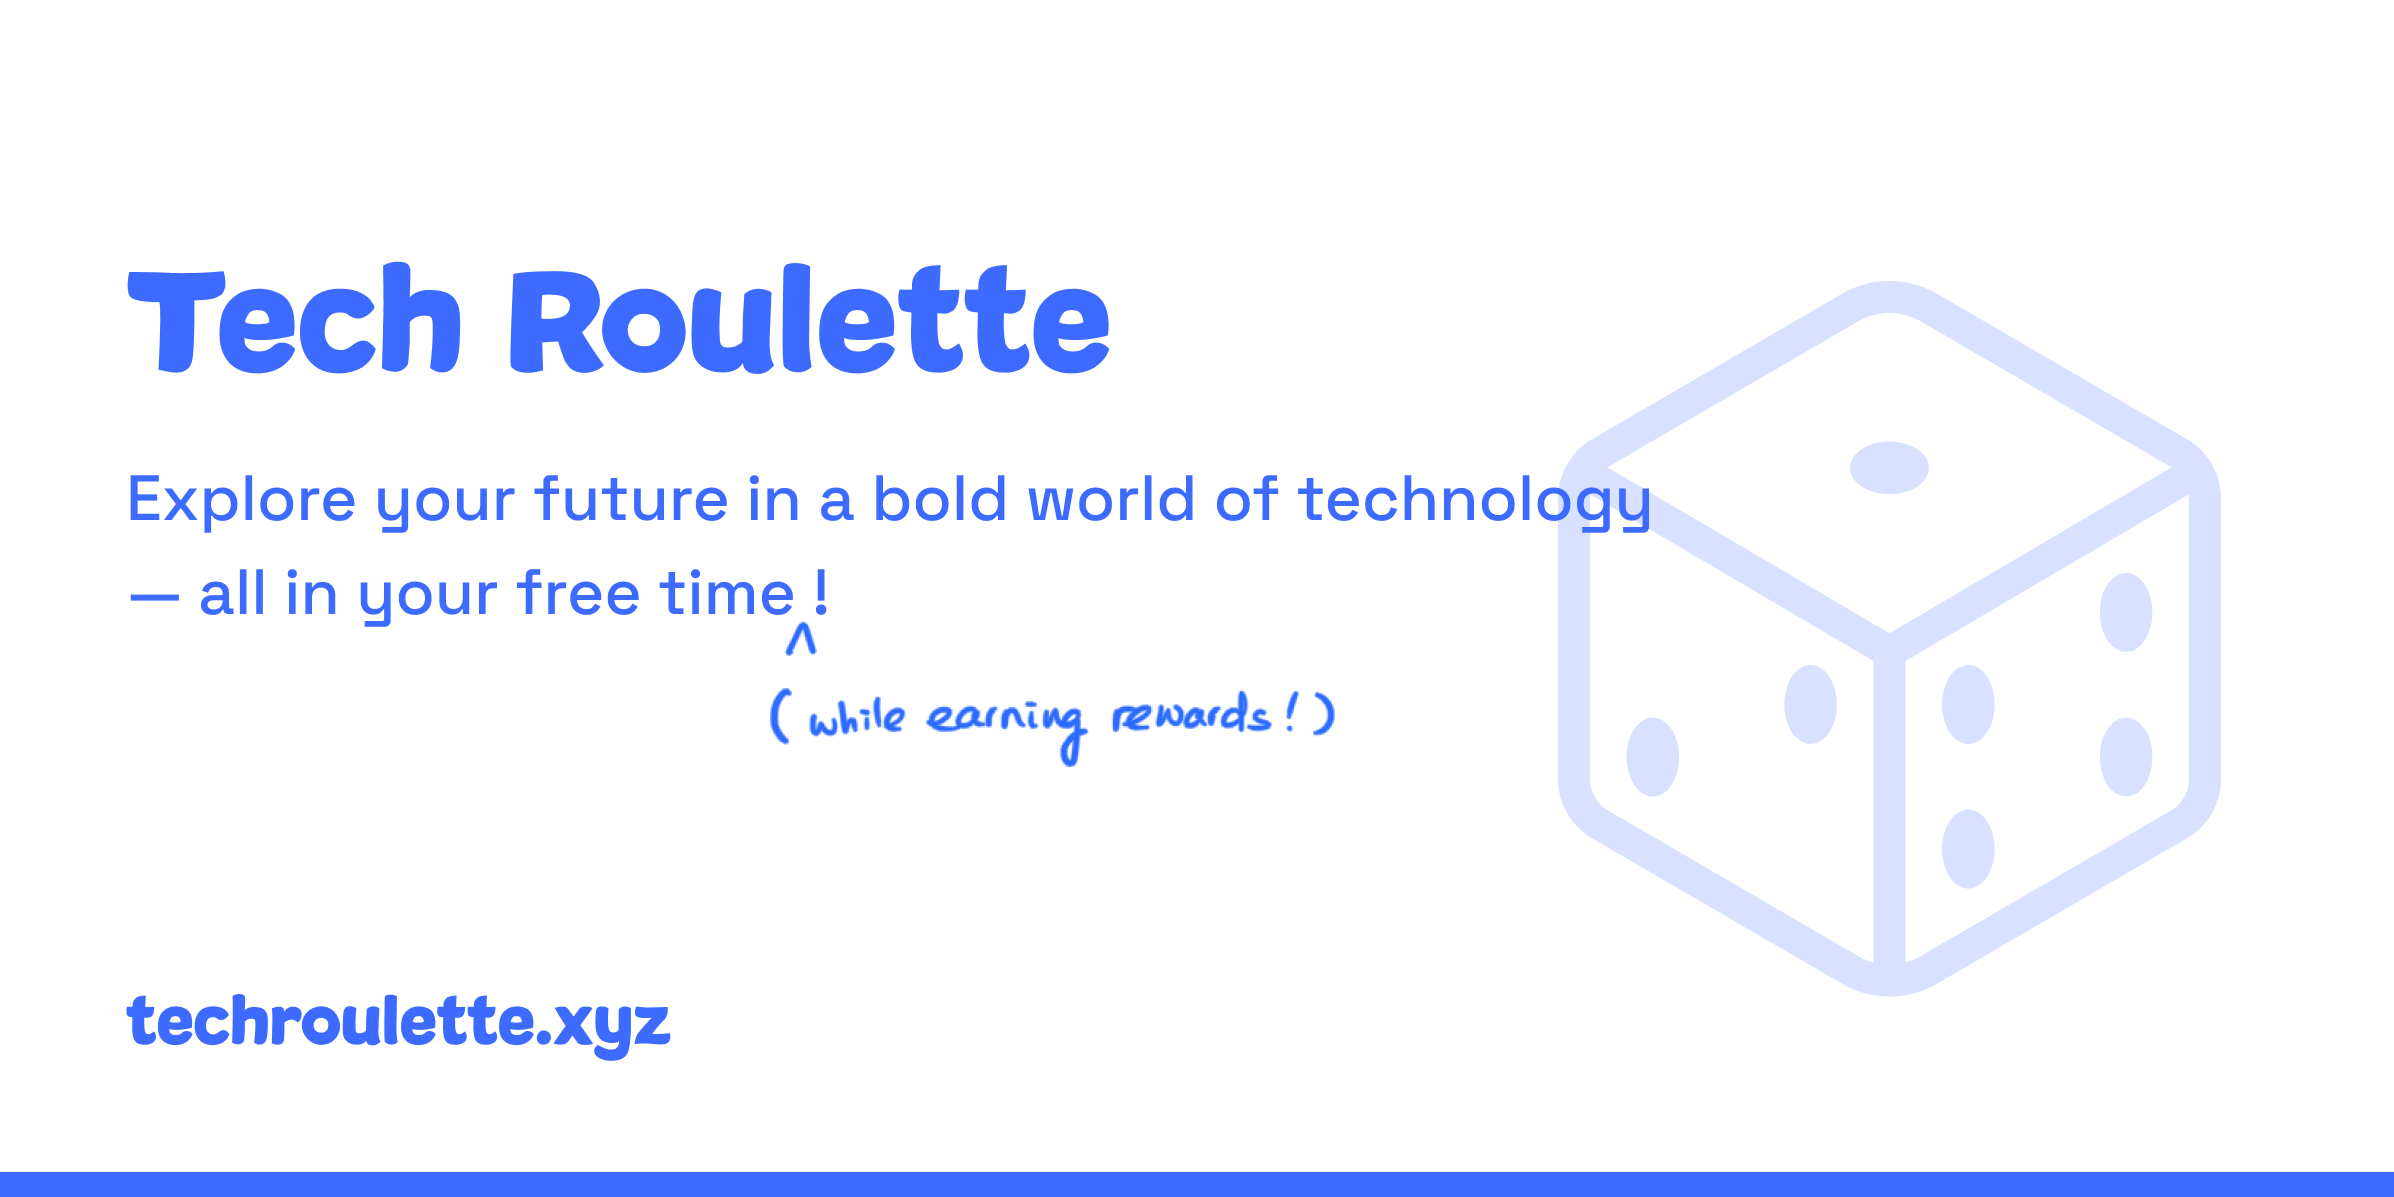 Tech Roulette
Explore your future in a bold world of technology
— all in your free time !
^
(while earning rewards!)
techroulette.xyz